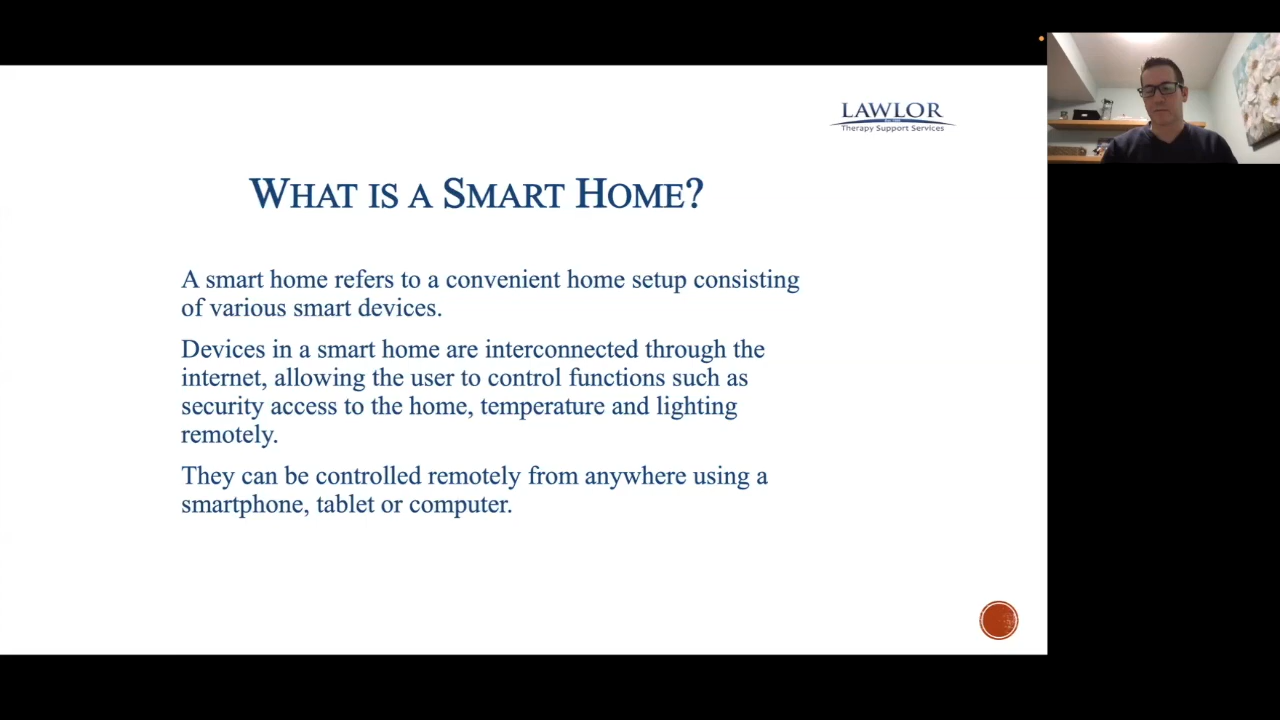 LAWLOR
Therapy Support Services
WHAT IS A SMART HOME?
A smart home refers to a convenient home setup consisting
of various smart devices.
Devices in a smart home are interconnected through the
internet, allowing the user to control functions such as
security access to the home, temperature and lighting
remotely.
They can be controlled remotely from anywhere using a
smartphone, tablet or computer.